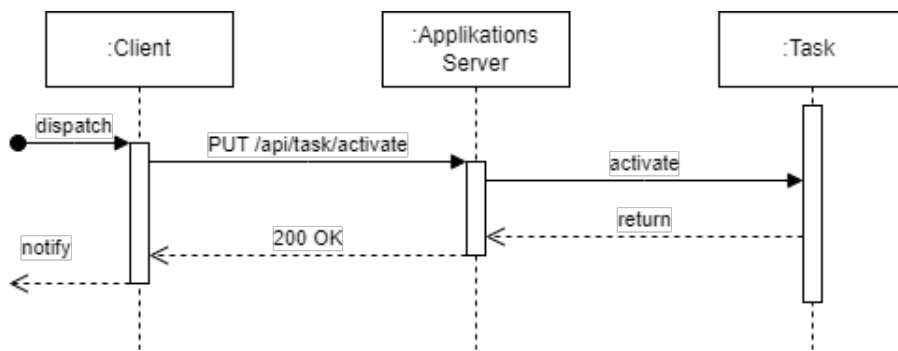 :Client
:Applikations
Server
:Task
dispatch
PUT /api/task/activate
activate
return
200 OK
notify